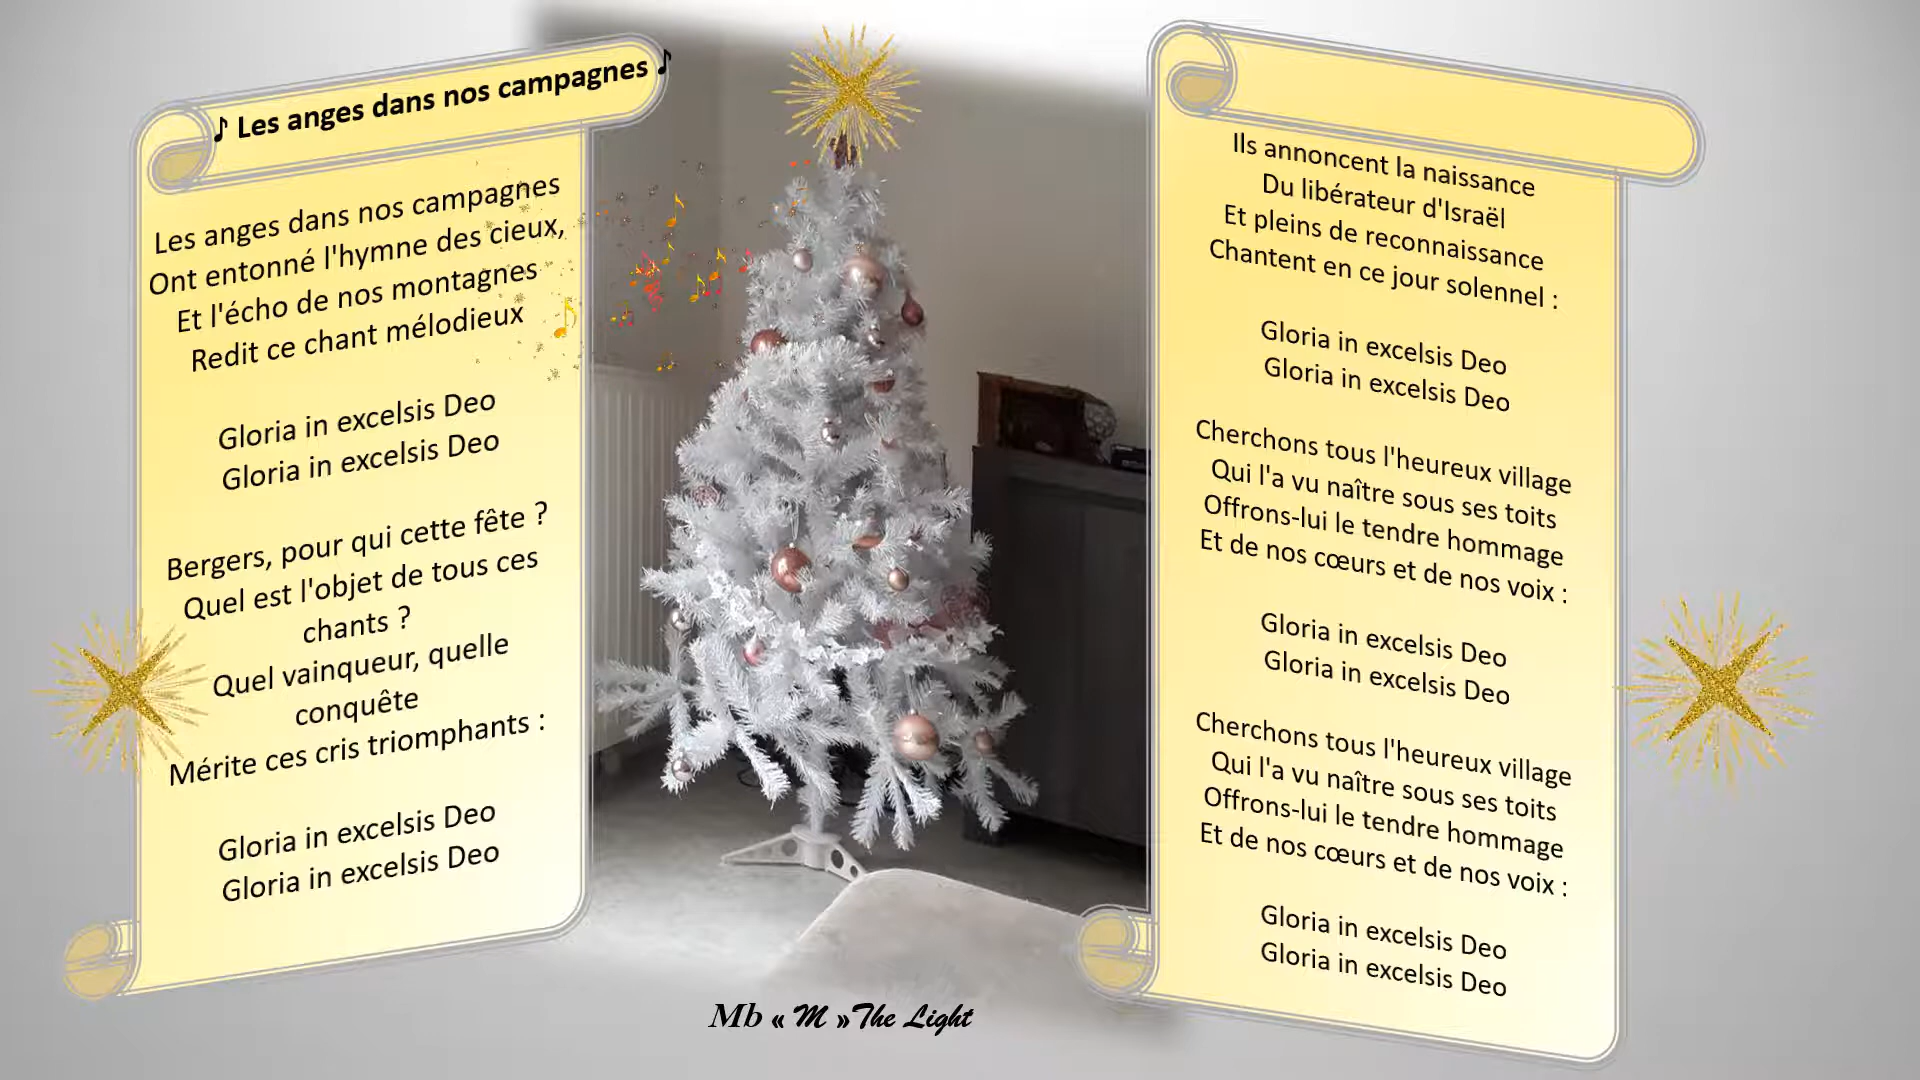 ♪ Les anges dans nos campagnes ♪
Les anges dans nos campagnes
Ont entonné l'hymne des cieux,
Et l'écho de nos montagnes
Redit ce chant mélodieux
Gloria in excelsis Deo
Gloria in excelsis Deo
Bergers, pour qui cette fête ?
Quel est l'objet de tous ces
chants ?
Quel vainqueur, quelle
conquête
Mérite ces cris triomphants :
Gloria in excelsis Deo
Gloria in excelsis Deo
Ils annoncent la naissance
Du libérateur d'Israël
Et pleins de reconnaissance
Chantent en ce jour solennel :
Gloria in excelsis Deo
Gloria in excelsis Deo
Cherchons tous l'heureux village
Qui l'a vu naître sous ses toits
Offrons-lui le tendre hommage
Et de nos cœurs et de nos voix :
Gloria in excelsis Deo
Gloria in excelsis Deo
Cherchons tous l'heureux village
Qui l'a vu naître sous ses toits
Offrons-lui le tendre hommage
Et de nos cœurs et de nos voix :
Gloria in excelsis Deo
Gloria in excelsis Deo
Mb « M » The Light